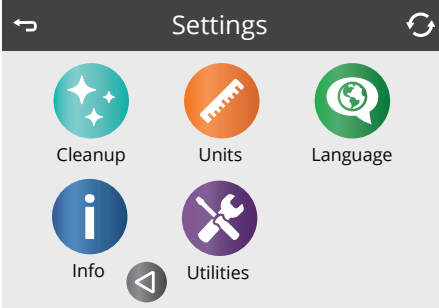 Settings
Cleanup
Units
Language
Info
Utilities